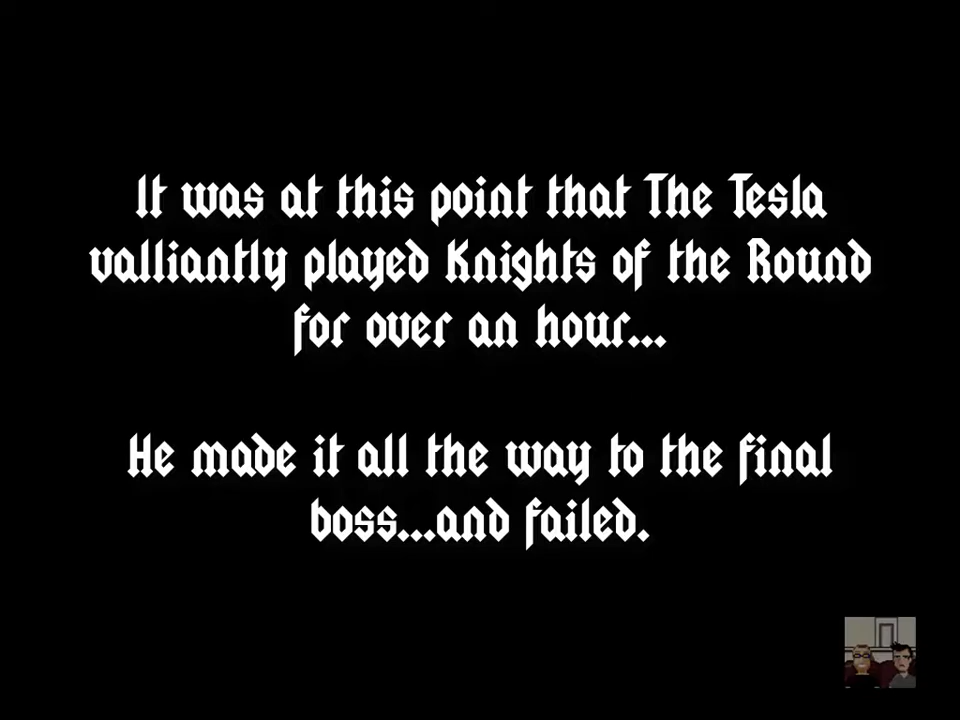 It was at this point that The Tesla
valliantly played Knights of the Round
for over an hour...
He made it all the way to the final
boss...and failed.